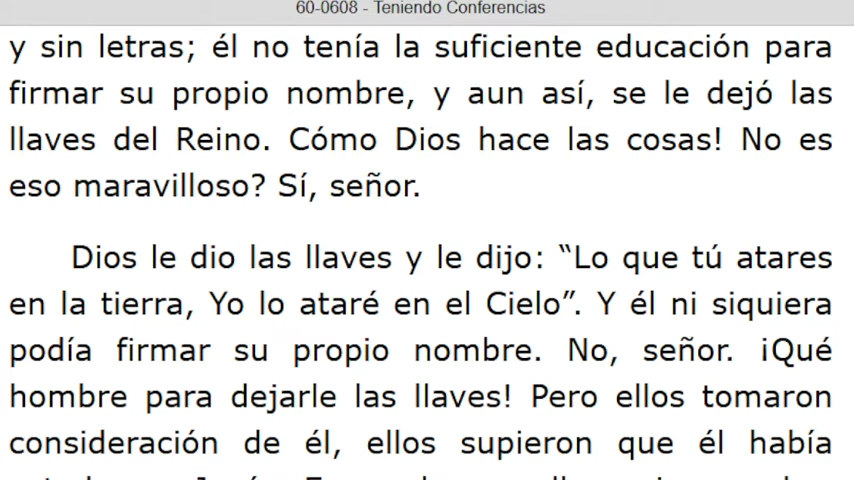 60-0608 - Teniendo Conferencias
y sin letras; él no tenía la suficiente educación para
firmar su propio nombre, y aun así, se le dejó las
llaves del Reino. Cómo Dios hace las cosas! No es
eso maravilloso? Sí, señor.
Dios le dio las llaves y le dijo: “Lo que tú atares
en la tierra, Yo lo ataré en el Cielo”. Y él ni siquiera
podía firmar su propio nombre. No, señor. ¡Qué
hombre para dejarle las llaves! Pero ellos tomaron
consideración de él, ellos supieron que él había